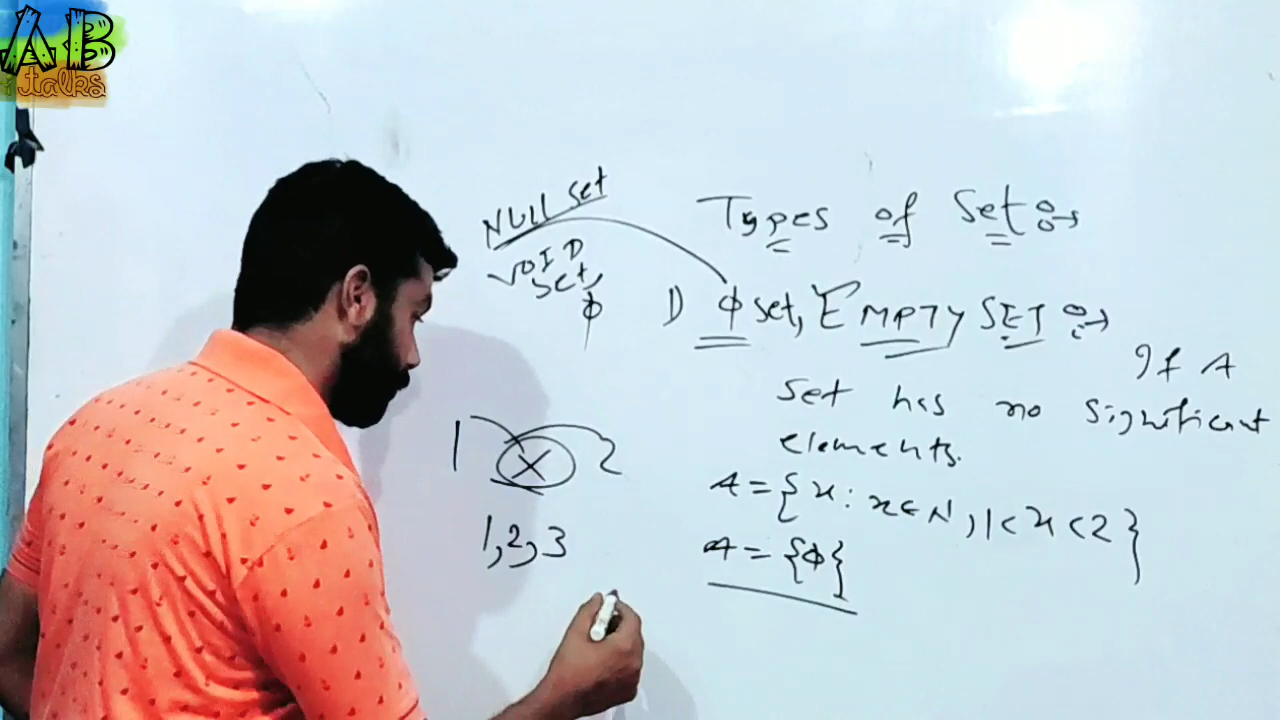 AB
talks
NULL Set
VOID
Set,
φ
Types of Set
1) φ set, EMPTY SET
If A
Set has no significant
elements.
A = {x : x ∈ N, 1 < x < 2}
A = {φ}
1 X 2
1, 2, 3